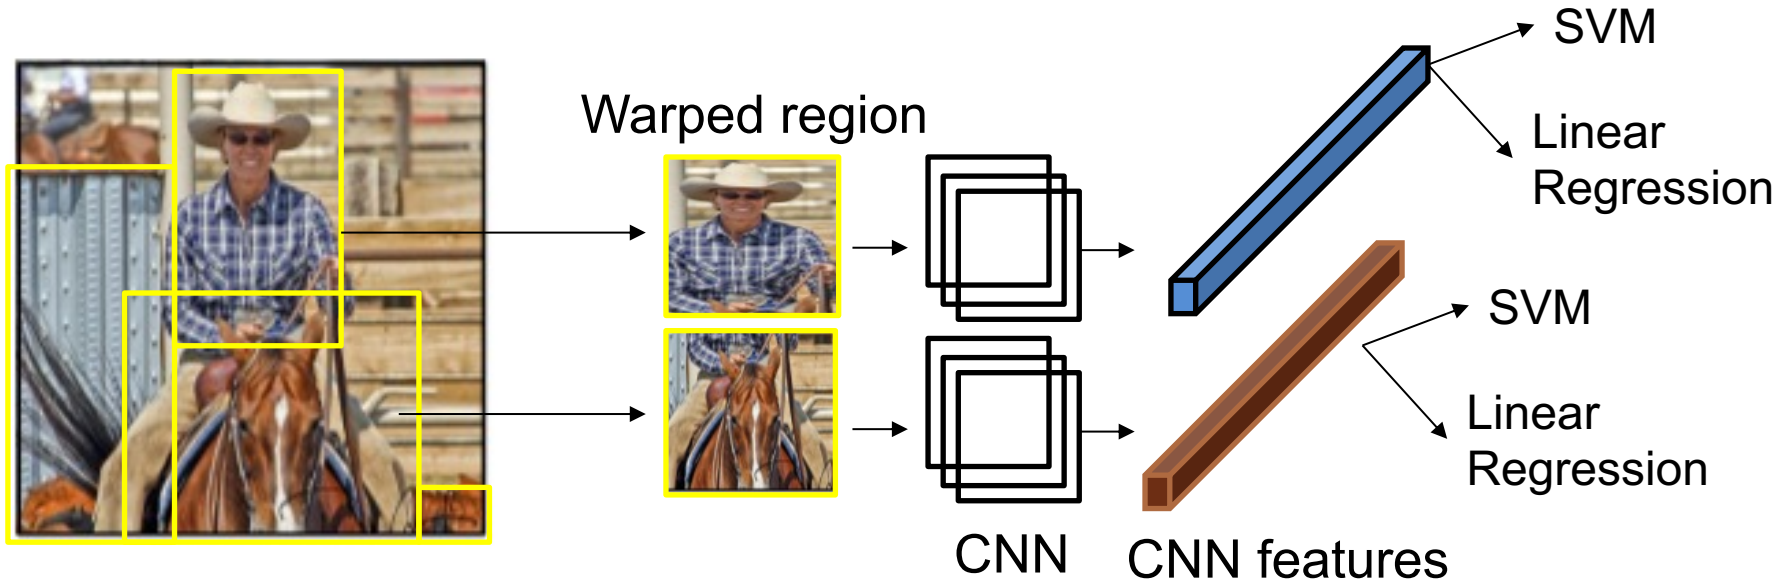 SVM
Warped region
Linear
Regression
SVM
Linear
Regression
CNN
CNN features